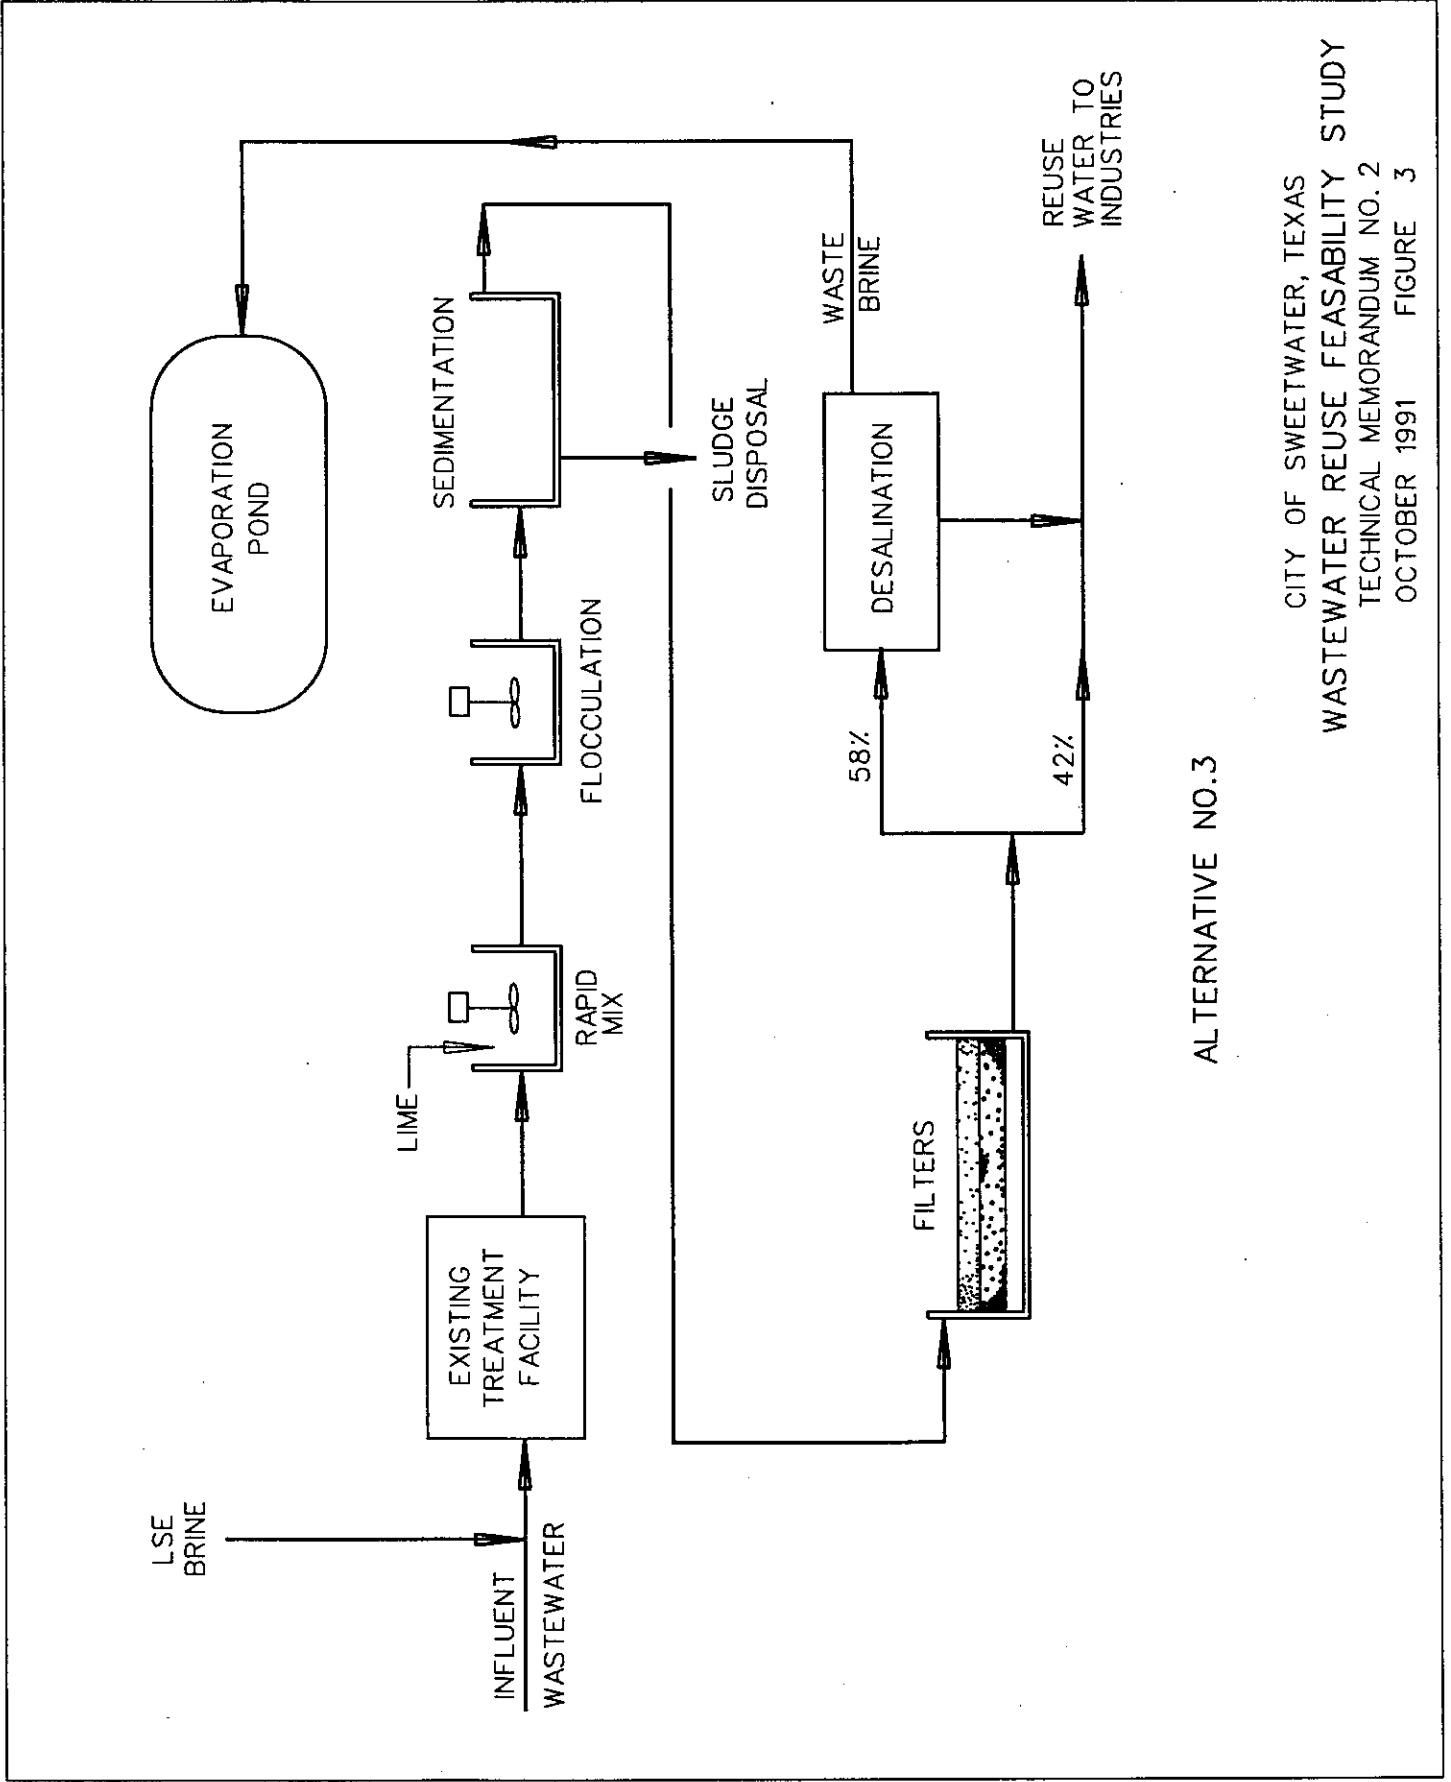 LSE
BRINE
INFLUENT
WASTEWATER
EXISTING
TREATMENT
FACILITY
LIME
RAPID
MIX
FLOCCULATION
SEDIMENTATION
EVAPORATION
POND
SLUDGE
DISPOSAL
FILTERS
58%
42%
DESALINATION
WASTE
BRINE
REUSE
WATER TO
INDUSTRIES
ALTERNATIVE NO.3
CITY OF SWEETWATER, TEXAS
WASTEWATER REUSE FEASABILITY STUDY
TECHNICAL MEMORANDUM NO. 2
OCTOBER 1991 FIGURE 3